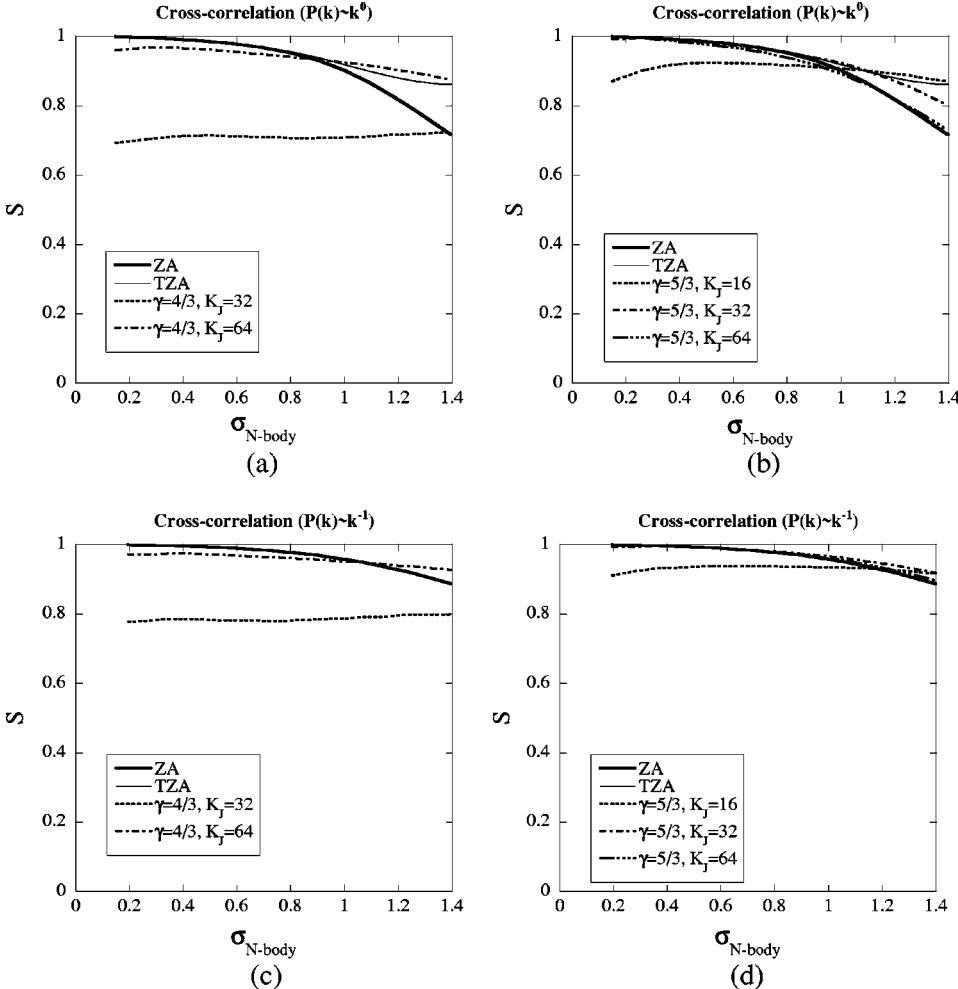 Cross-correlation (P(k)~k⁰)
1
0.8
0.6
0.4
0.2
0
S
ZA
TZA
γ=4/3, K_J=32
γ=4/3, K_J=64
0 0.2 0.4 0.6 0.8 1 1.2 1.4
σ_N-body
(a)
Cross-correlation (P(k)~k⁰)
1
0.8
0.6
0.4
0.2
0
S
ZA
TZA
γ=5/3, K_J=16
γ=5/3, K_J=32
γ=5/3, K_J=64
0 0.2 0.4 0.6 0.8 1 1.2 1.4
σ_N-body
(b)
Cross-correlation (P(k)~k⁻¹)
1
0.8
0.6
0.4
0.2
0
S
ZA
TZA
γ=4/3, K_J=32
γ=4/3, K_J=64
0 0.2 0.4 0.6 0.8 1 1.2 1.4
σ_N-body
(c)
Cross-correlation (P(k)~k⁻¹)
1
0.8
0.6
0.4
0.2
0
S
ZA
TZA
γ=5/3, K_J=16
γ=5/3, K_J=32
γ=5/3, K_J=64
0 0.2 0.4 0.6 0.8 1 1.2 1.4
σ_N-body
(d)